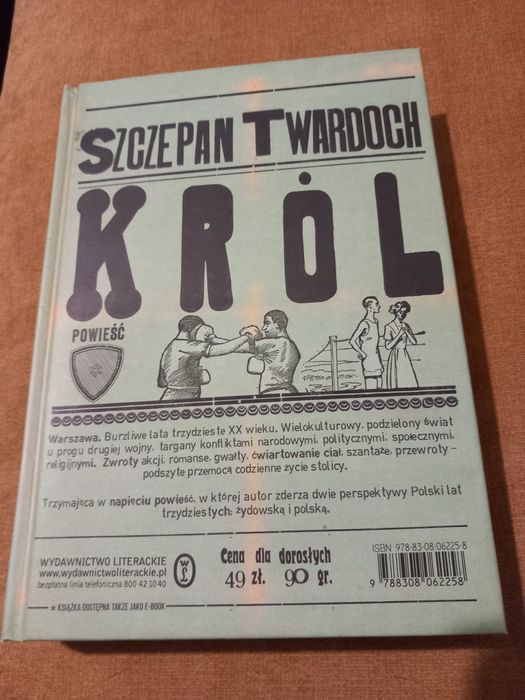 SZCZEPAN TWARDOCH
KRÓL
POWIEŚĆ
Warszawa. Burzliwe lata trzydzieste XX wieku. Wielokulturowy, podzielony świat
u progu drugiej wojny, targany konfliktami narodowymi, politycznymi, społecznymi,
religijnymi. Zwroty akcji, romanse, gwałty, ćwiartowanie ciał, szantaże, przewroty –
podszyte przemocą codzienne życie stolicy.
Trzymająca w napięciu powieść, w której autor zderza dwie perspektywy Polski lat
trzydziestych: żydowską i polską.
WYDAWNICTWO LITERACKIE
www.wydawnictwoliterackie.pl
bezpłatna linia telefoniczna 800 42 10 40
WL
Cena dla dorosłych
49 zł. 90 gr.
ISBN 978-83-08-06225-8
9 788308 062258
★ KSIĄŻKA DOSTĘPNA TAKŻE JAKO E-BOOK